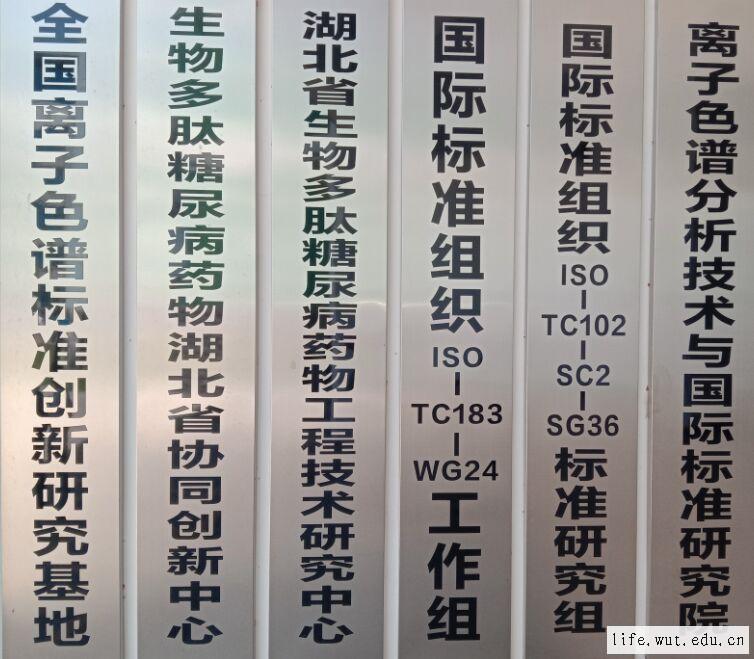 全国离子色谱标准创新研究基地
生物多肽糖尿病药物湖北省协同创新中心
湖北省生物多肽糖尿病药物工程技术研究中心
国际标准组织ISO-TC183-WG24工作组
国际标准组织ISO-TC102-SC2-SG36标准研究组
离子色谱分析技术与国际标准研究院
life.wut.edu.cn